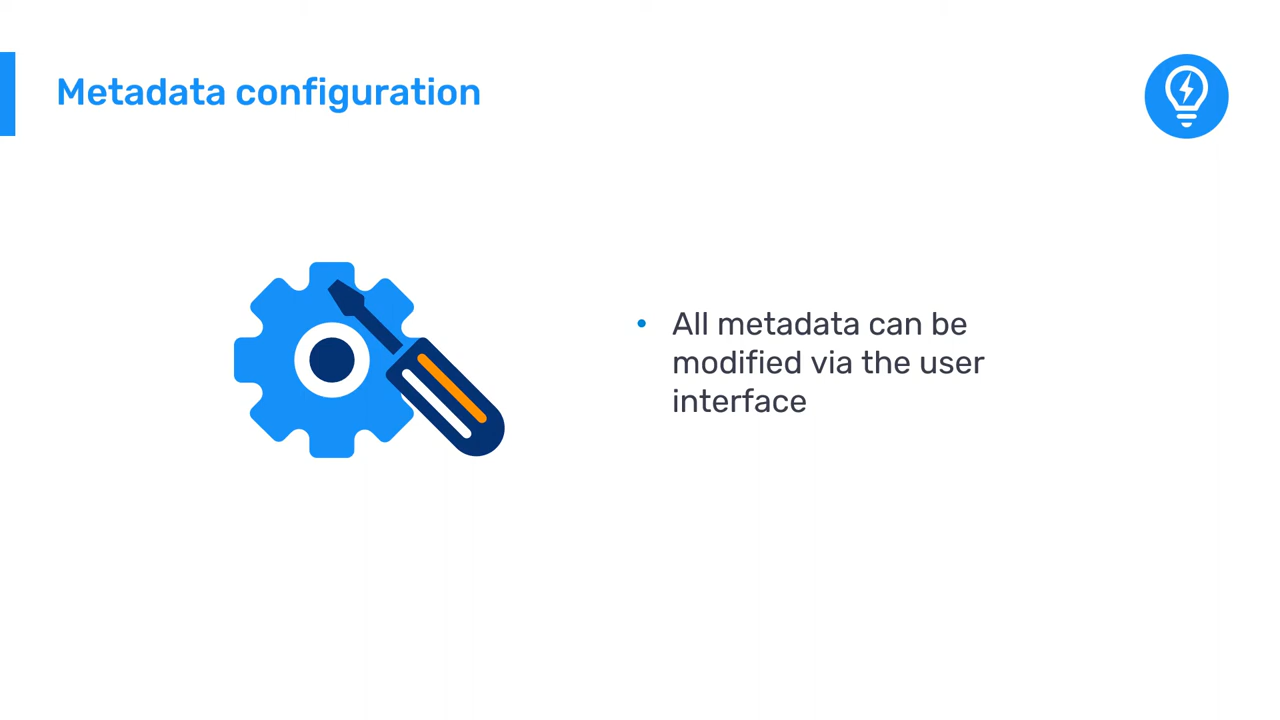 Metadata configuration
• All metadata can be
modified via the user
interface